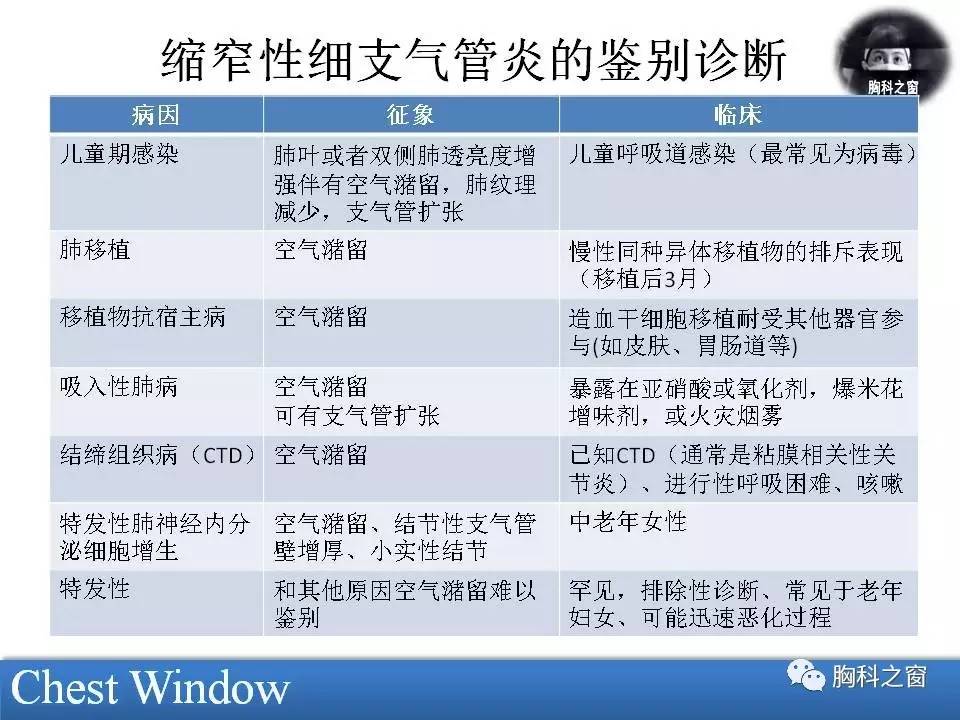 缩窄性细支气管炎的鉴别诊断
胸科之窗
病因 征象 临床
儿童期感染 肺叶或者双侧肺透亮度增 儿童呼吸道感染（最常见为病毒）
强伴有空气潴留，肺纹理
减少，支气管扩张
肺移植 空气潴留 慢性同种异体移植物的排斥表现
（移植后3月）
移植物抗宿主病 空气潴留 造血干细胞移植耐受其他器官参
与(如皮肤、胃肠道等)
吸入性肺病 空气潴留 暴露在亚硝酸或氧化剂，爆米花
可有支气管扩张 增味剂，或火灾烟雾
结缔组织病（CTD） 空气潴留 已知CTD（通常是粘膜相关性关
节炎）、进行性呼吸困难、咳嗽
特发性肺神经内分 空气潴留、结节性支气管 中老年女性
泌细胞增生 壁增厚、小实性结节
特发性 和其他原因空气潴留难以 罕见，排除性诊断、常见于老年
鉴别 妇女、可能迅速恶化过程
Chest Window
胸科之窗